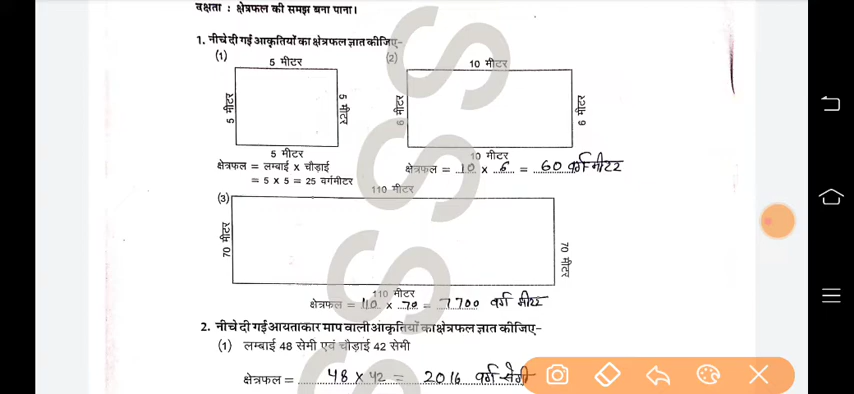 वक्षता : क्षेत्रफल की समझ बना पाना।
1. नीचे दी गई आकृतियों का क्षेत्रफल ज्ञात कीजिए-
(1) 5 मीटर (2) 10 मीटर
5 मीटर 5 मीटर 6 मीटर 6 मीटर
5 मीटर 10 मीटर
क्षेत्रफल = लम्बाई x चौड़ाई क्षेत्रफल = 10 x 6 = 60 वर्ग मीटर
= 5 x 5 = 25 वर्गमीटर
110 मीटर
(3)
70 मीटर 70 मीटर
110 मीटर
क्षेत्रफल = 110 x 70 = 7700 वर्ग मीटर
2. नीचे दी गई आयताकार माप वाली आकृतियों का क्षेत्रफल ज्ञात कीजिए-
(1) लम्बाई 48 सेमी एवं चौड़ाई 42 सेमी
क्षेत्रफल = 48 x 42 = 2016 वर्ग सेमी